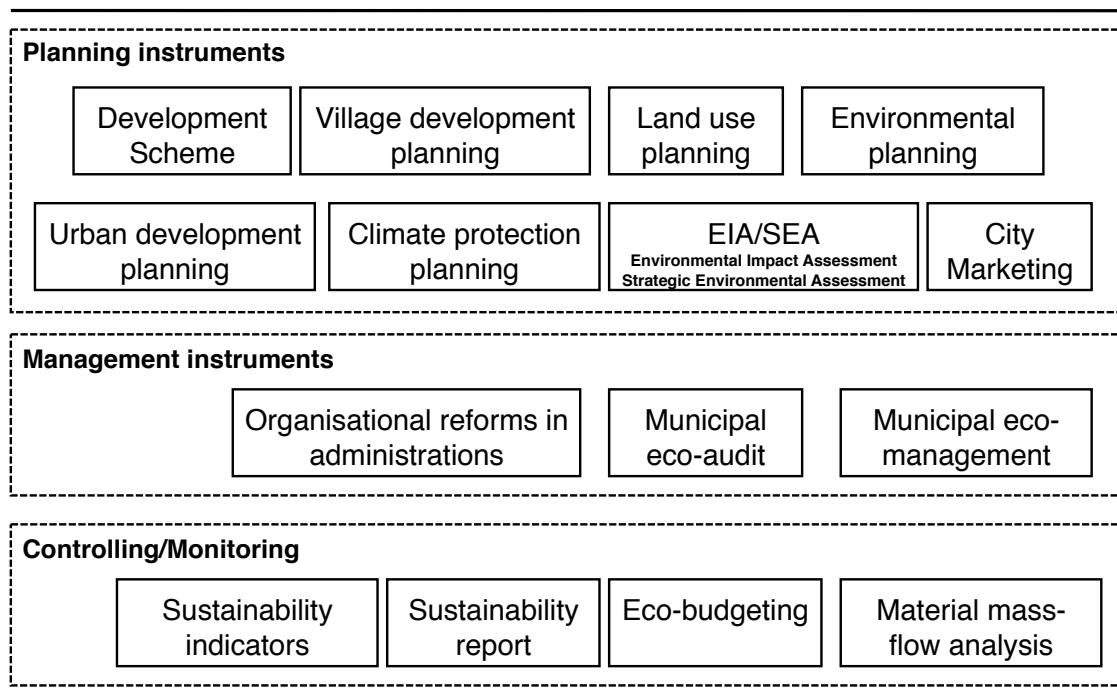 Planning instruments
Development
Scheme
Village development
planning
Land use
planning
Environmental
planning
Urban development
planning
Climate protection
planning
EIA/SEA
Environmental Impact Assessment
Strategic Environmental Assessment
City
Marketing
Management instruments
Organisational reforms in
administrations
Municipal
eco-audit
Municipal eco-
management
Controlling/Monitoring
Sustainability
indicators
Sustainability
report
Eco-budgeting
Material mass-
flow analysis